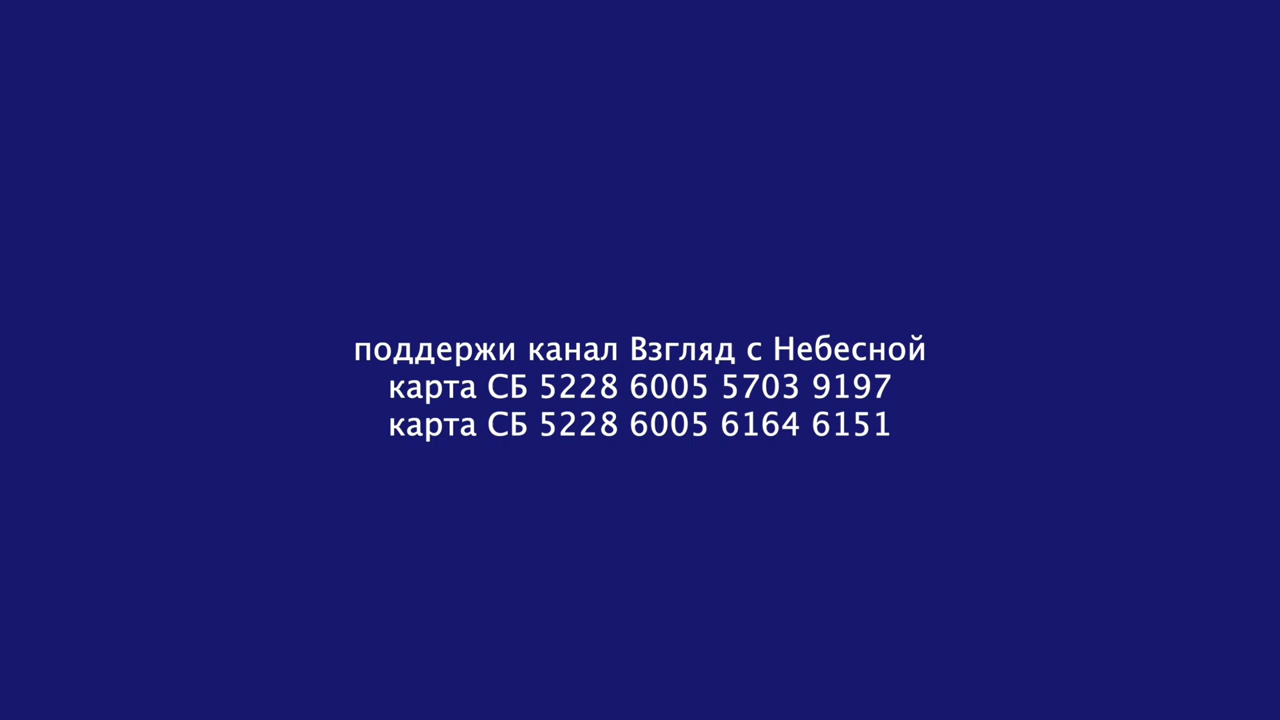 поддержи канал Взгляд с Небесной
карта СБ 5228 6005 5703 9197
карта СБ 5228 6005 6164 6151